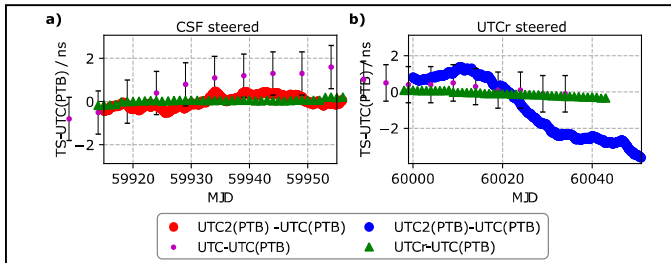 a) CSF steered
b) UTCr steered
TS-UTC(PTB) / ns
2
0
−2
59920 59930 59940 59950
MJD
TS-UTC(PTB) / ns
2
0
−2
60000 60020 60040
MJD
UTC2(PTB) -UTC(PTB)
UTC-UTC(PTB)
UTC2(PTB)-UTC(PTB)
UTCr-UTC(PTB)